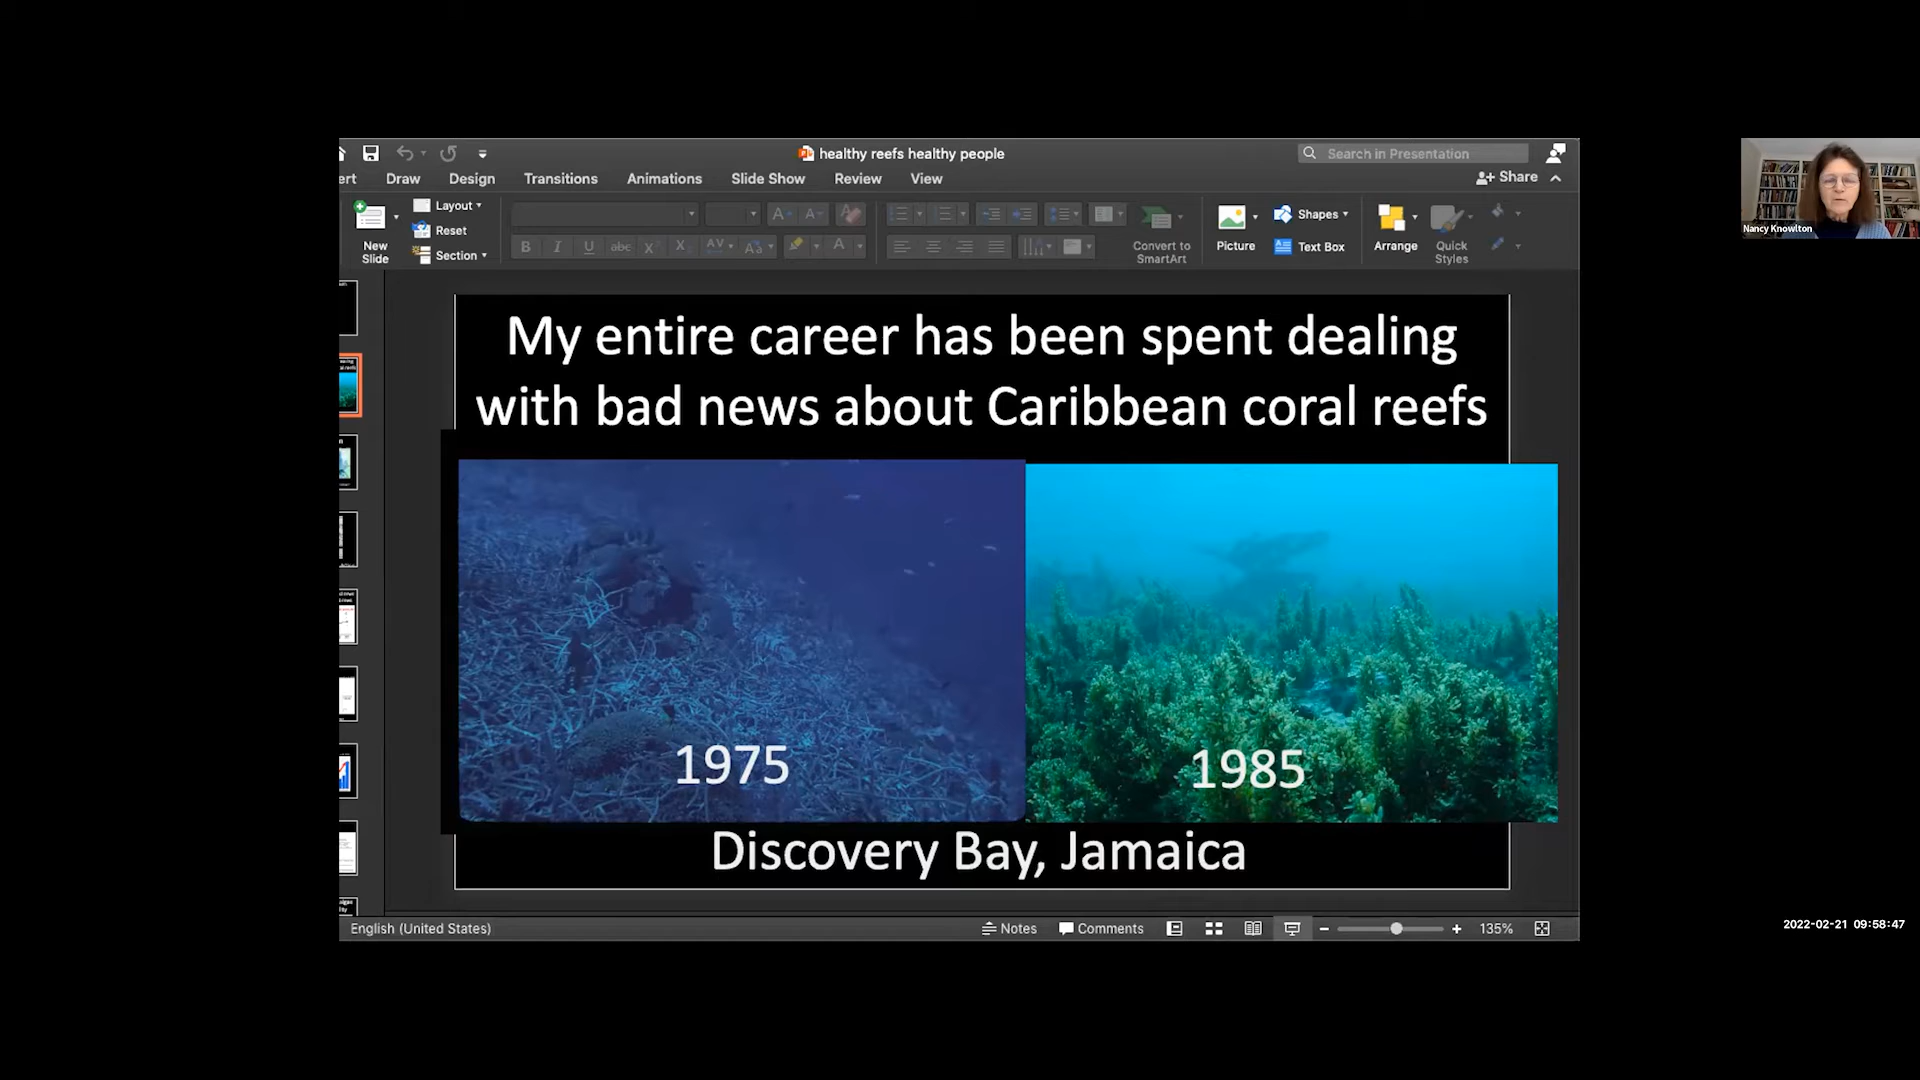 healthy reefs healthy people
Search in Presentation
ert Draw Design Transitions Animations Slide Show Review View
Share
New Slide
Layout
Reset
Section
Convert to SmartArt
Picture
Shapes
Text Box
Arrange
Quick Styles
Nancy Knowlton
My entire career has been spent dealing
with bad news about Caribbean coral reefs
1975
1985
Discovery Bay, Jamaica
English (United States)
Notes
Comments
135%
2022-02-21 09:58:47